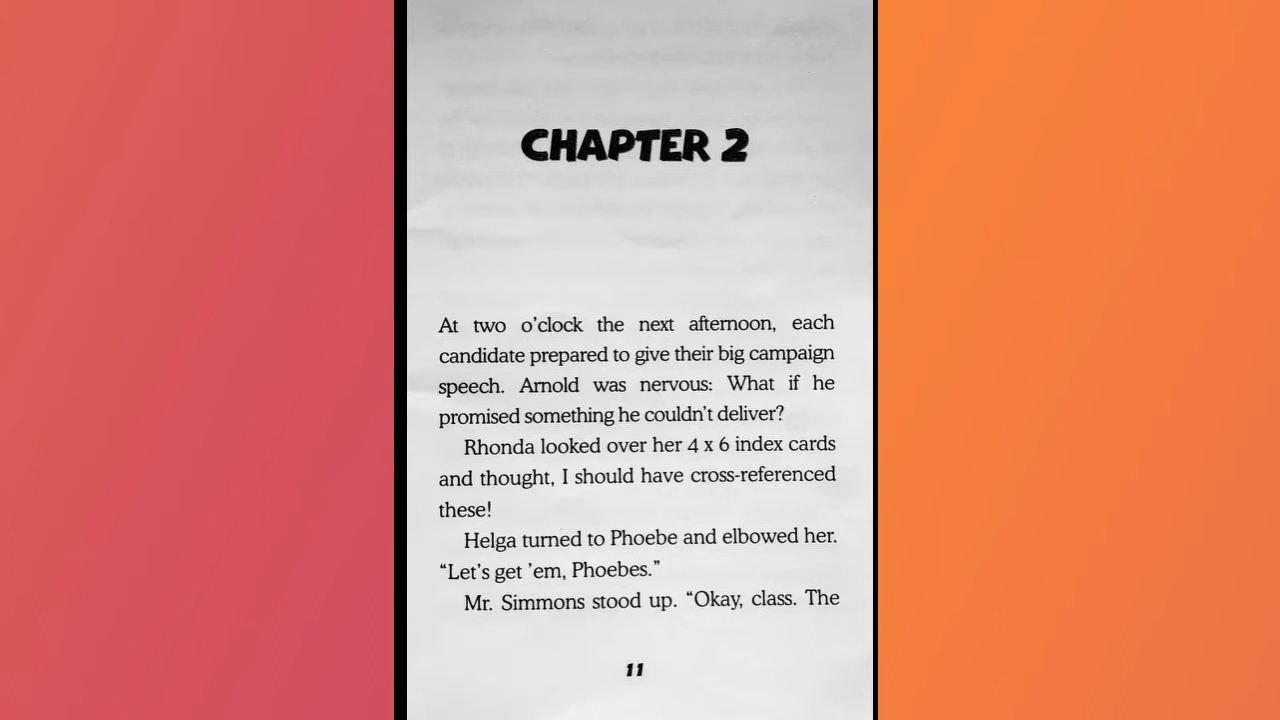 CHAPTER 2
At two o’clock the next afternoon, each
candidate prepared to give their big campaign
speech. Arnold was nervous: What if he
promised something he couldn’t deliver?
Rhonda looked over her 4 x 6 index cards
and thought, I should have cross-referenced
these!
Helga turned to Phoebe and elbowed her.
“Let’s get ’em, Phoebes.”
Mr. Simmons stood up. “Okay, class. The
11